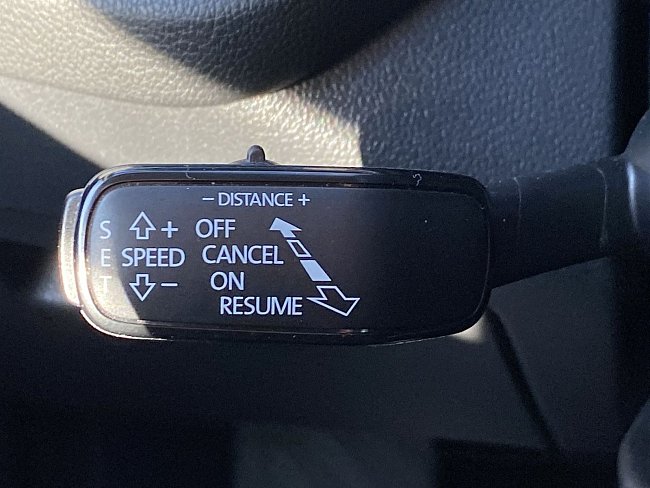 − DISTANCE +
S + OFF
E SPEED CANCEL
T − ON
RESUME